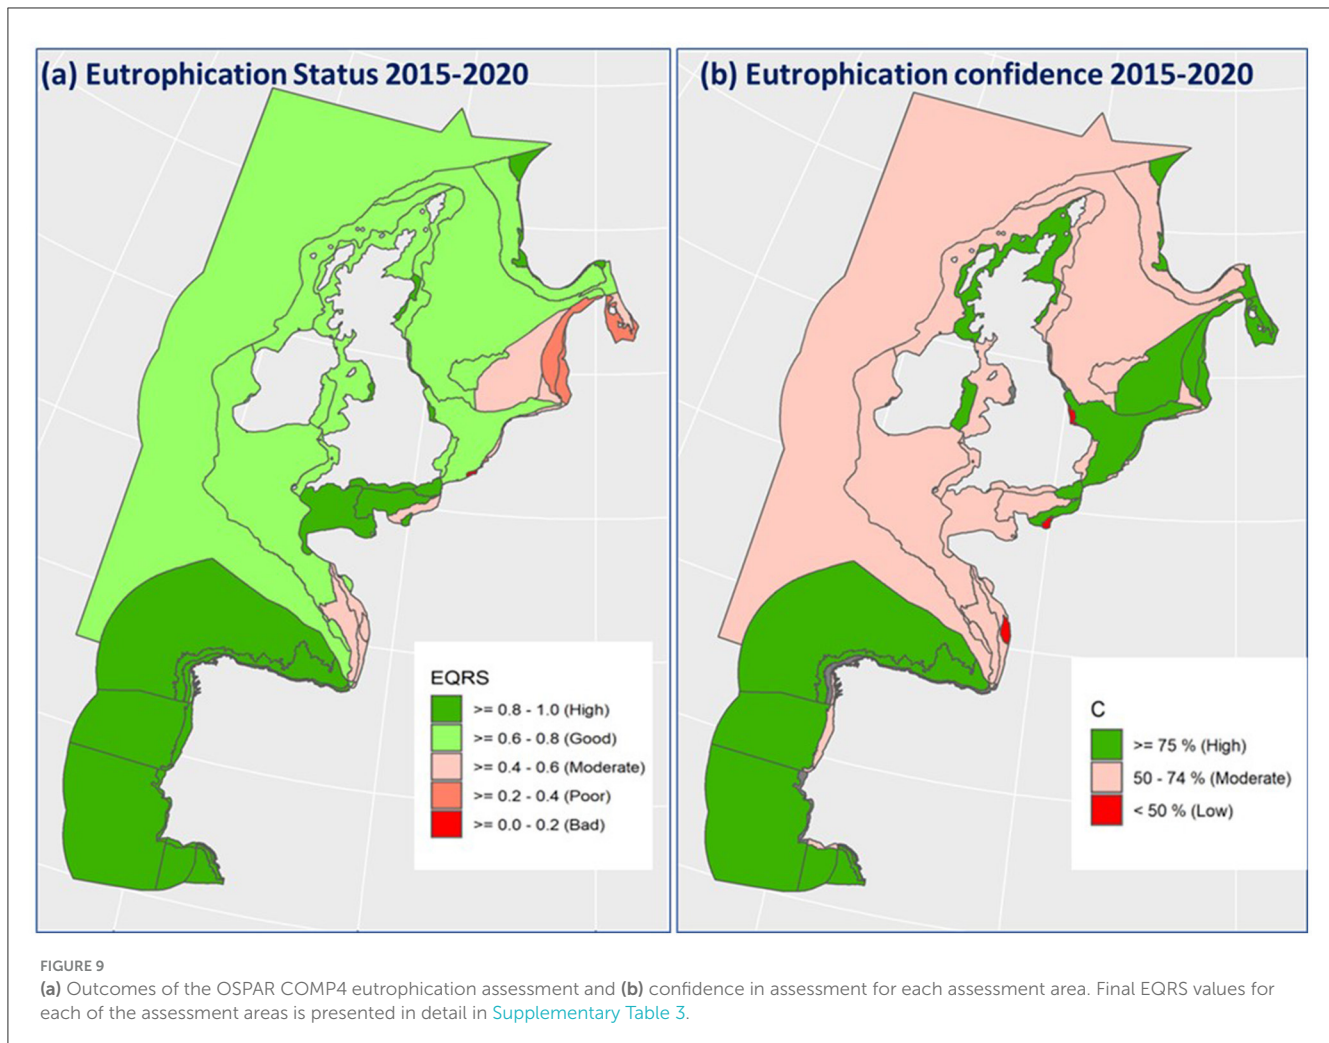 (a) Eutrophication Status 2015-2020
(b) Eutrophication confidence 2015-2020
EQRS
>= 0.8 - 1.0 (High)
>= 0.6 - 0.8 (Good)
>= 0.4 - 0.6 (Moderate)
>= 0.2 - 0.4 (Poor)
>= 0.0 - 0.2 (Bad)
C
>= 75 % (High)
50 - 74 % (Moderate)
< 50 % (Low)
FIGURE 9
(a) Outcomes of the OSPAR COMP4 eutrophication assessment and (b) confidence in assessment for each assessment area. Final EQRS values for
each of the assessment areas is presented in detail in Supplementary Table 3.